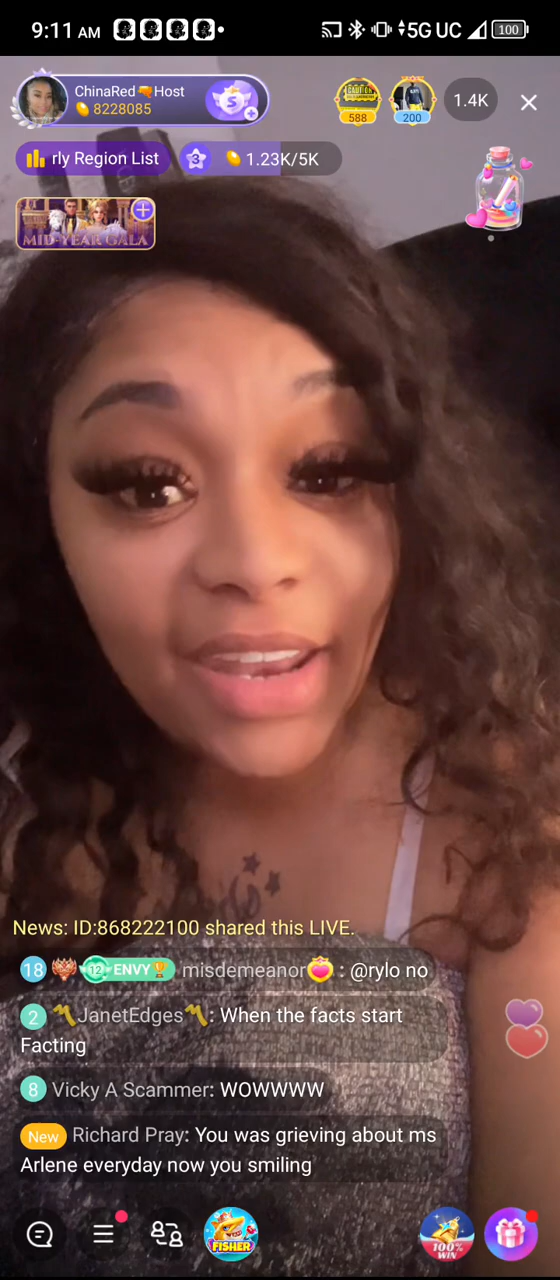 9:11 AM
5G UC
100
ChinaRed Host
8228085
S
588
200
1.4K
rly Region List
3
1.23K/5K
MID-YEAR GALA
News: ID:868222100 shared this LIVE.
18 12 ENVY misdemeanor : @rylo no
2 JanetEdges: When the facts start
Facting
8 Vicky A Scammer: WOWWWW
New Richard Pray: You was grieving about ms
Arlene everyday now you smiling
FISHER
100%
WIN